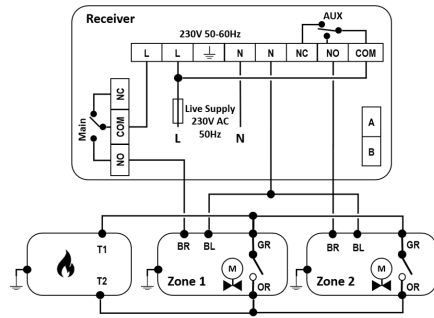 Receiver
230V 50-60Hz
AUX
L L N N NC NO COM
NC
COM
NO
Main
Live Supply
230V AC
50Hz
L N
A
B
T1
T2
BR BL GR
Zone 1
M
OR
BR BL GR
Zone 2
M
OR